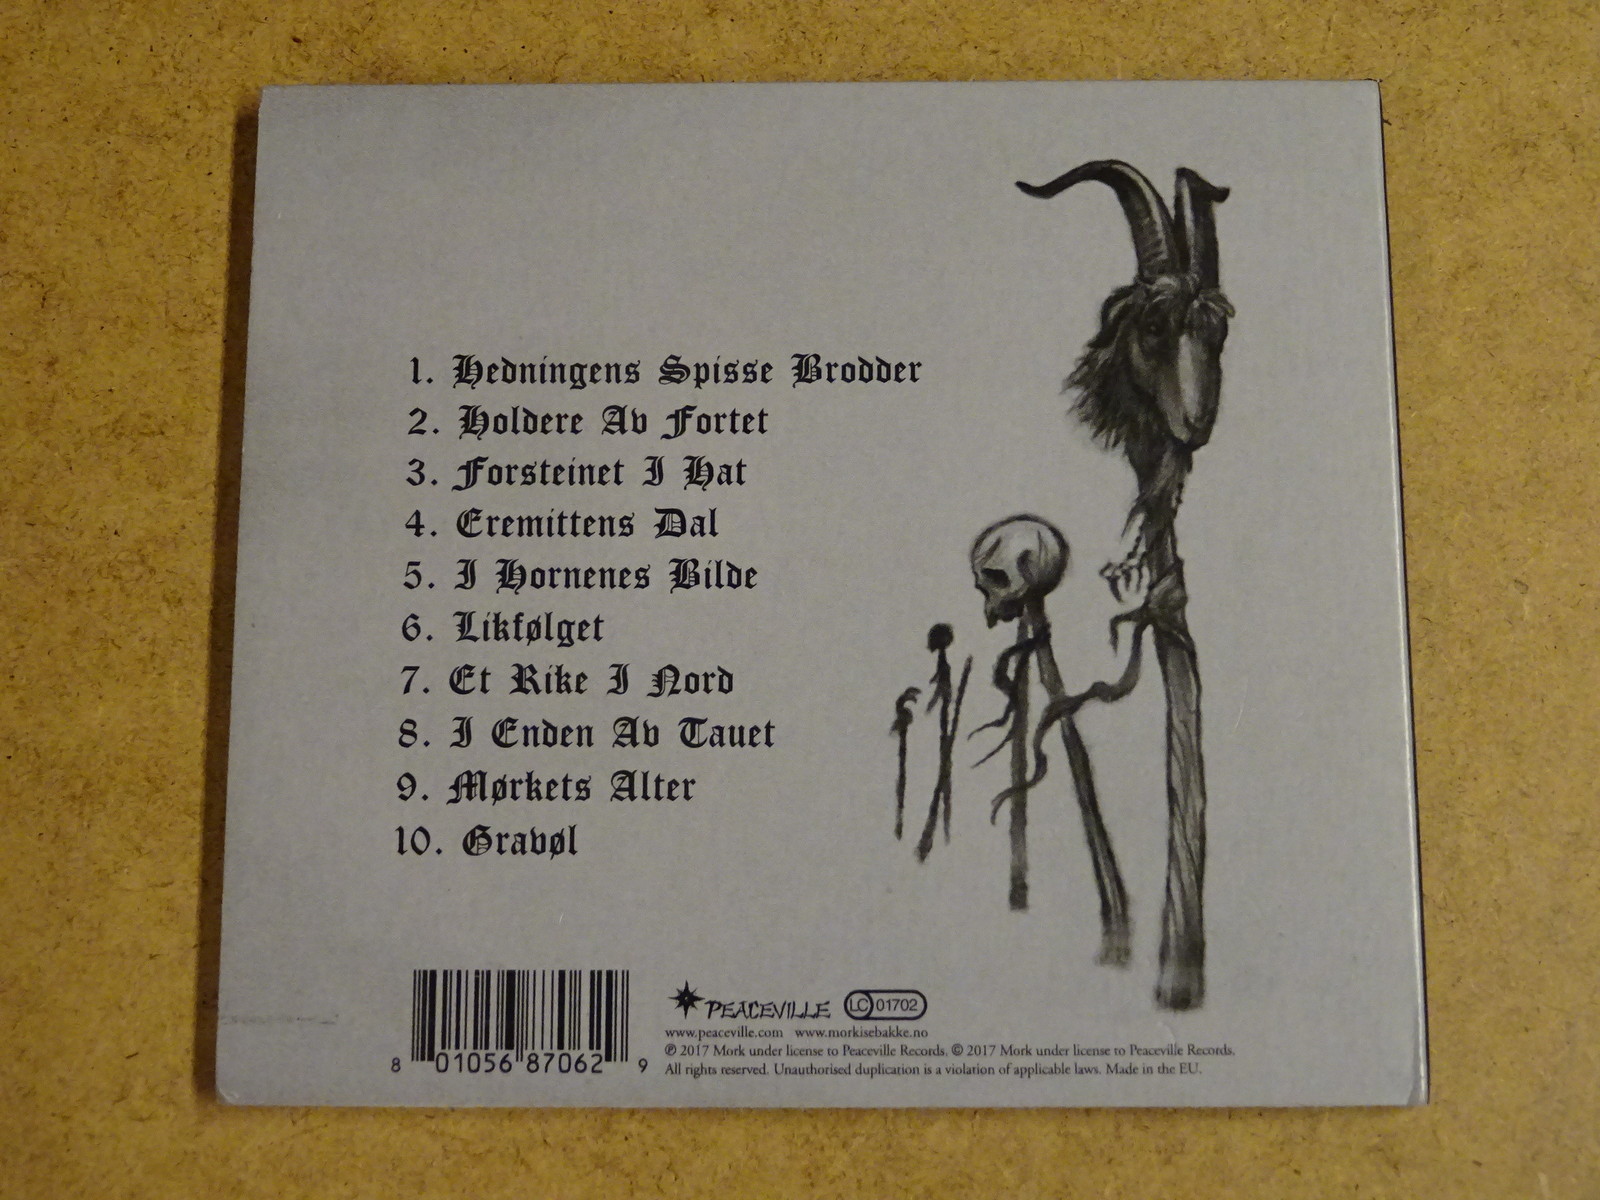 1. Hedningens Spisse Brodder
2. Holdere Av Fortet
3. Forsteinet I Hat
4. Eremittens Dal
5. I Hornenes Bilde
6. Likfølget
7. Et Rike I Nord
8. I Enden Av Tauet
9. Mørkets Alter
10. Gravøl
PEACEVILLE LC 01702
www.peaceville.com www.morkisebakke.no
℗ 2017 Mork under license to Peaceville Records. © 2017 Mork under license to Peaceville Records.
All rights reserved. Unauthorised duplication is a violation of applicable laws. Made in the EU.
8 01056 87062 9